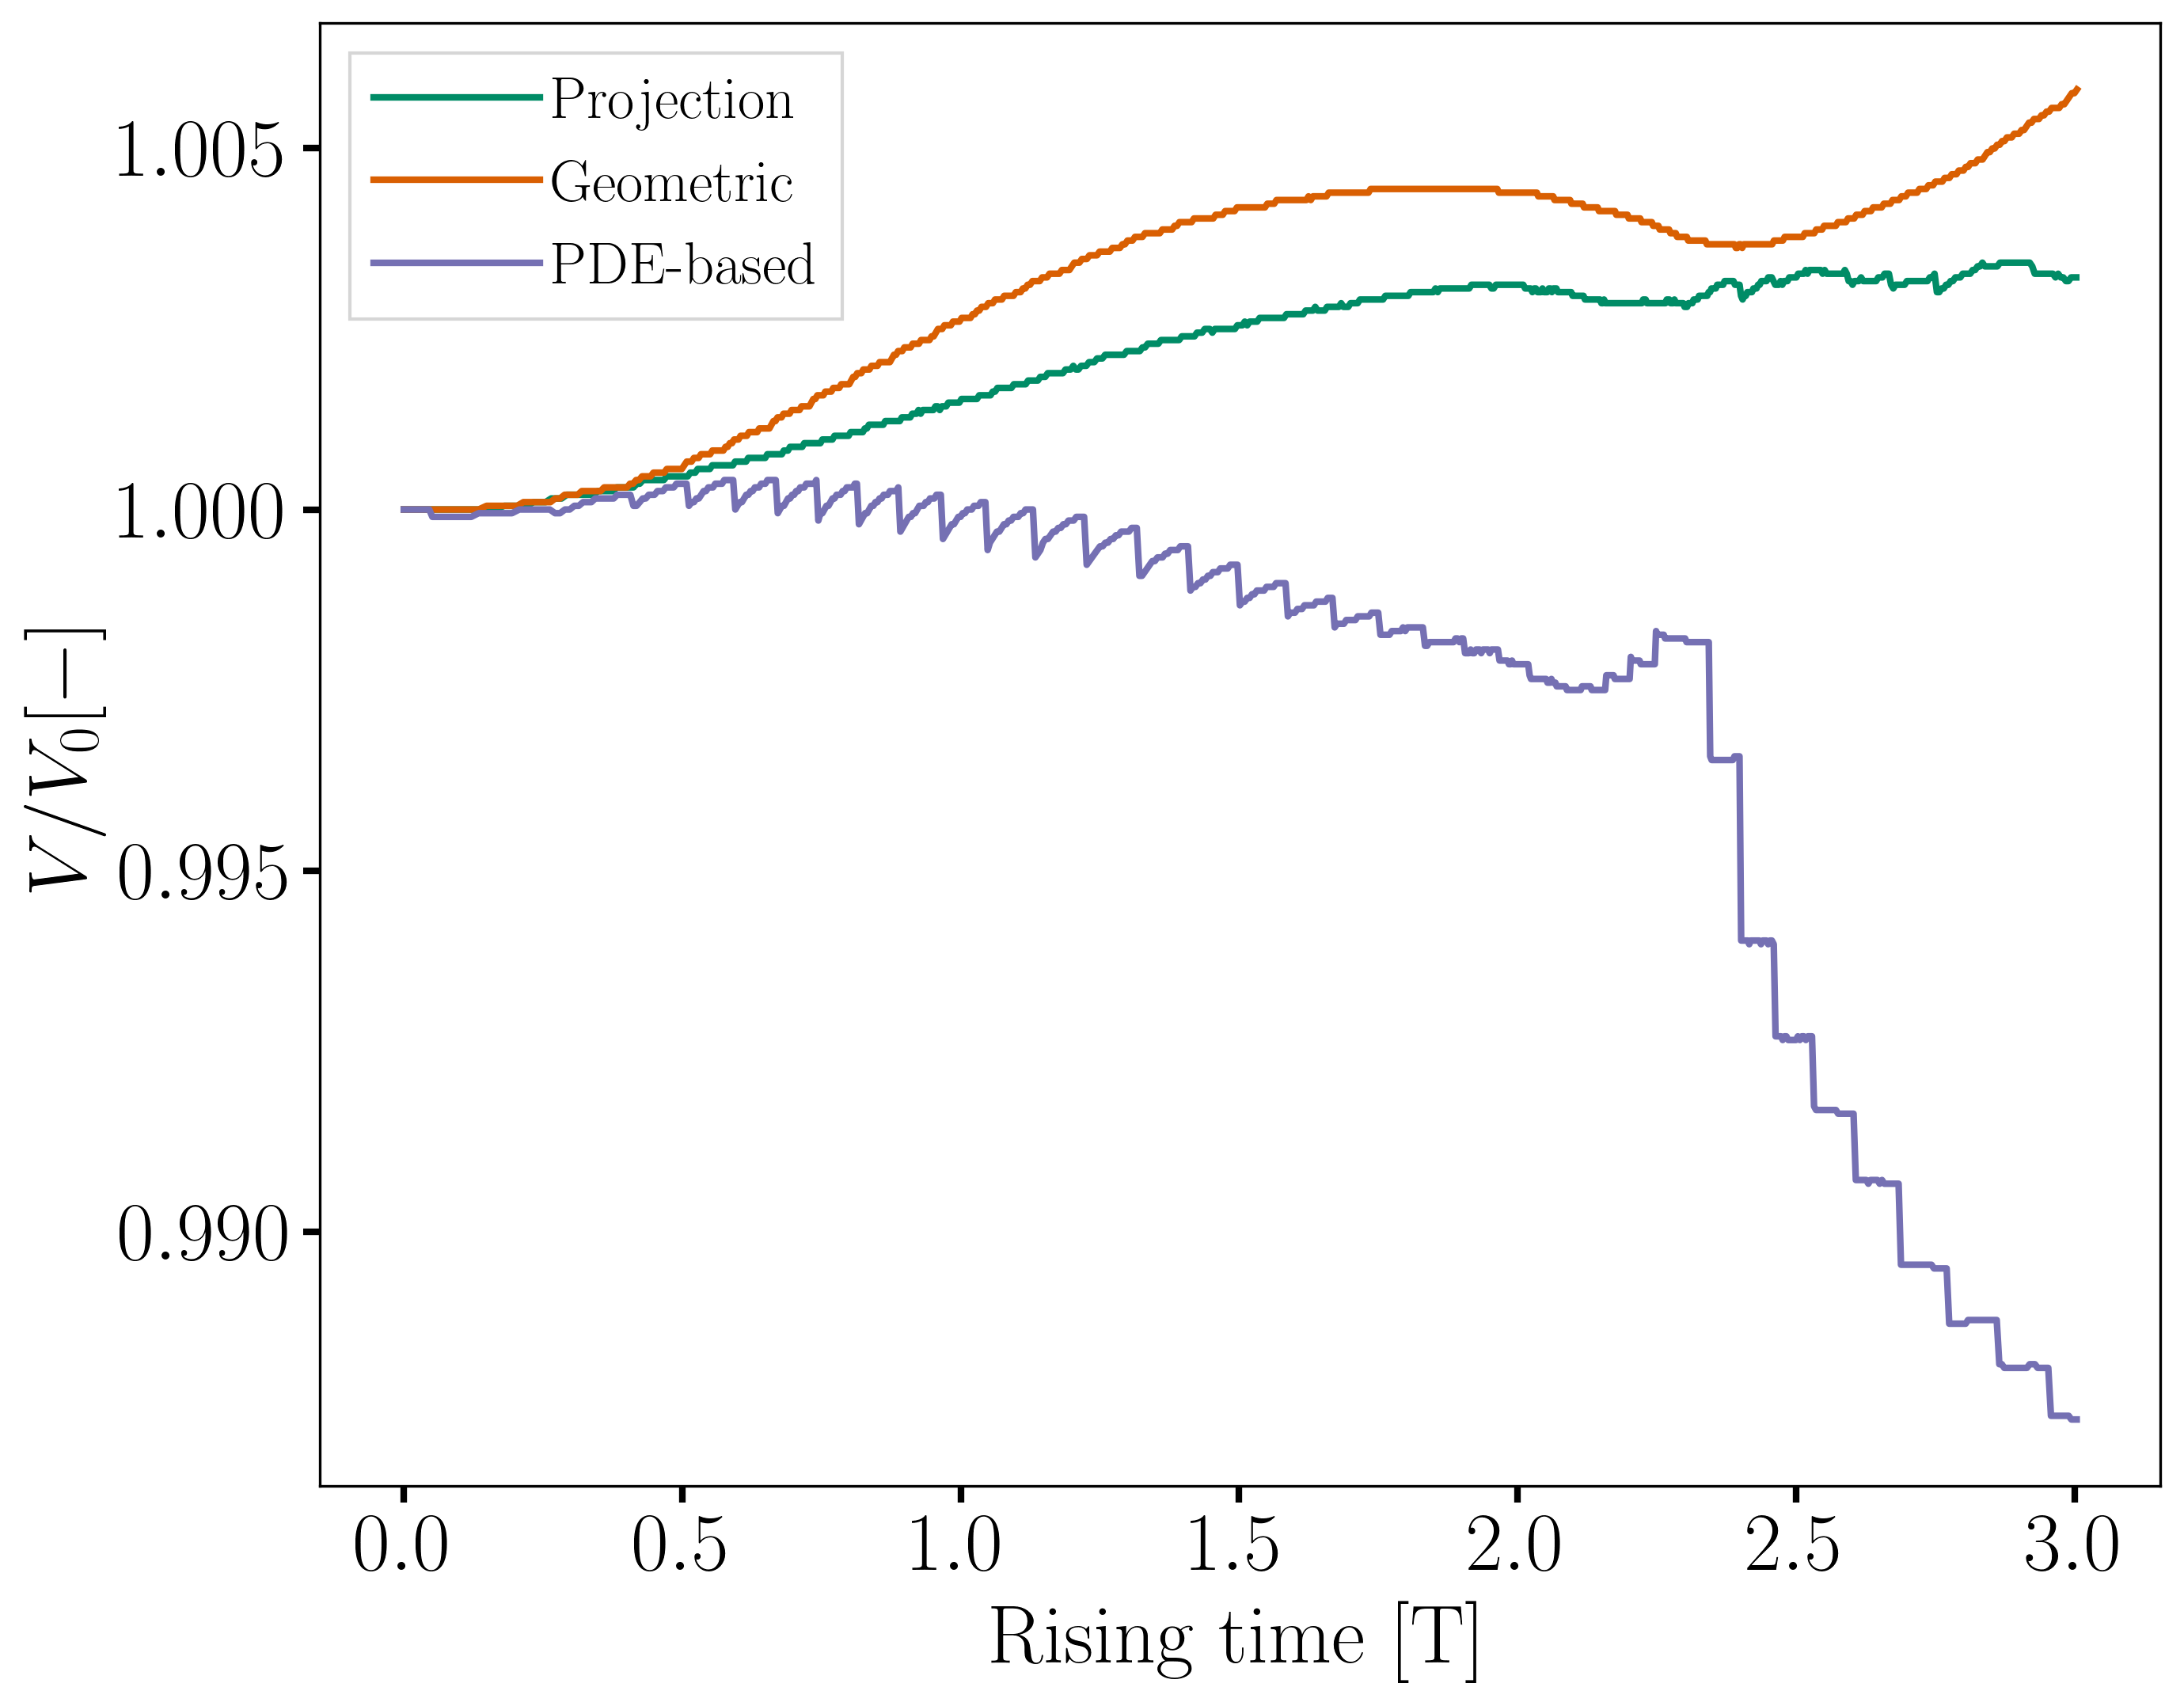 Projection
Geometric
PDE-based
1.005
1.000
0.995
0.990
V/V₀[−]
0.0 0.5 1.0 1.5 2.0 2.5 3.0
Rising time [T]